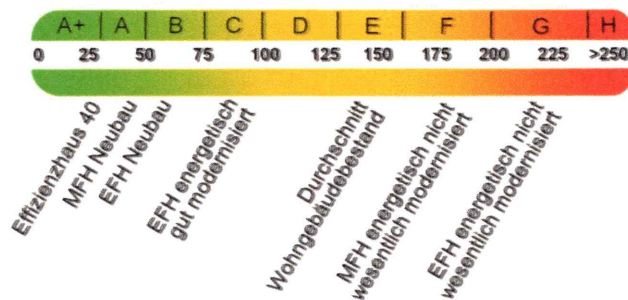 A+ A B C D E F G H
0 25 50 75 100 125 150 175 200 225 >250
Effizienzhaus 40
MFH Neubau
EFH Neubau
EFH energetisch
gut modernisiert
Durchschnitt
Wohngebäudebestand
MFH energetisch nicht
wesentlich modernisiert
EFH energetisch nicht
wesentlich modernisiert